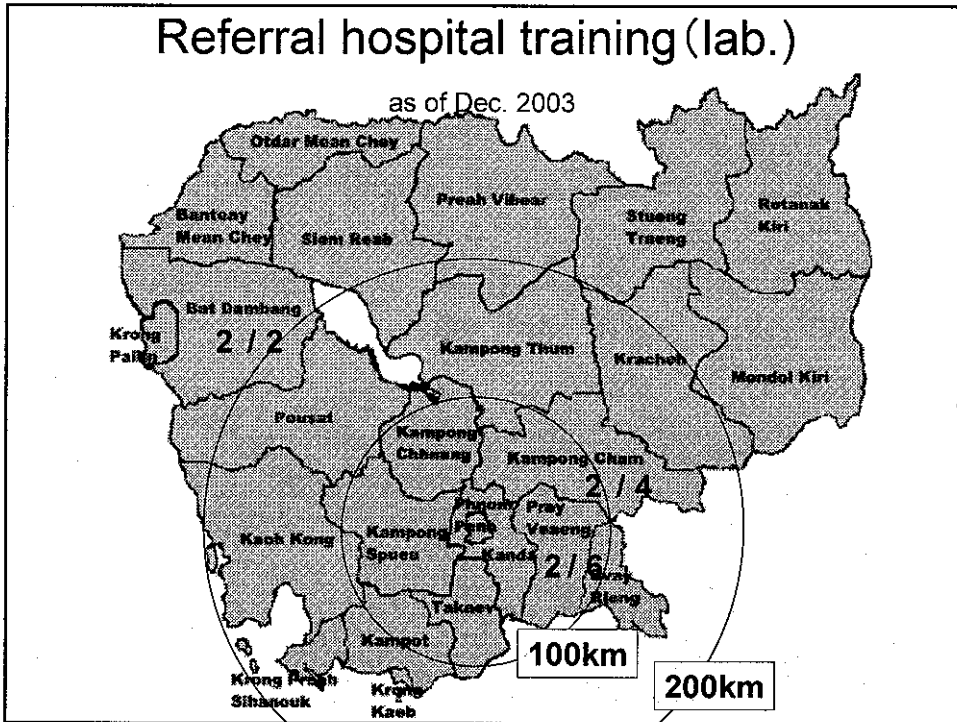 Referral hospital training(lab.)
as of Dec. 2003
Otdar Mean Chey
Preah Vihear
Stueng
Traeng
Rotanak
Kiri
Bantony
Mean Chey
Siem Reab
Bat Dambang
2 / 2
Krong
Pailin
Kampong Thum
Kracheh
Mondol Kiri
Pousat
Kampong
Chhnang
Kampong Cham
2 / 4
Phnom
Penh
Pray
Veaeng
Kaoh Kong
Kampong
Spueu
Kanda
2 / 6
Svay
Rieng
Takaev
Kampot
100km
200km
Krong Preah
Sihanouk
Krong
Kaeb